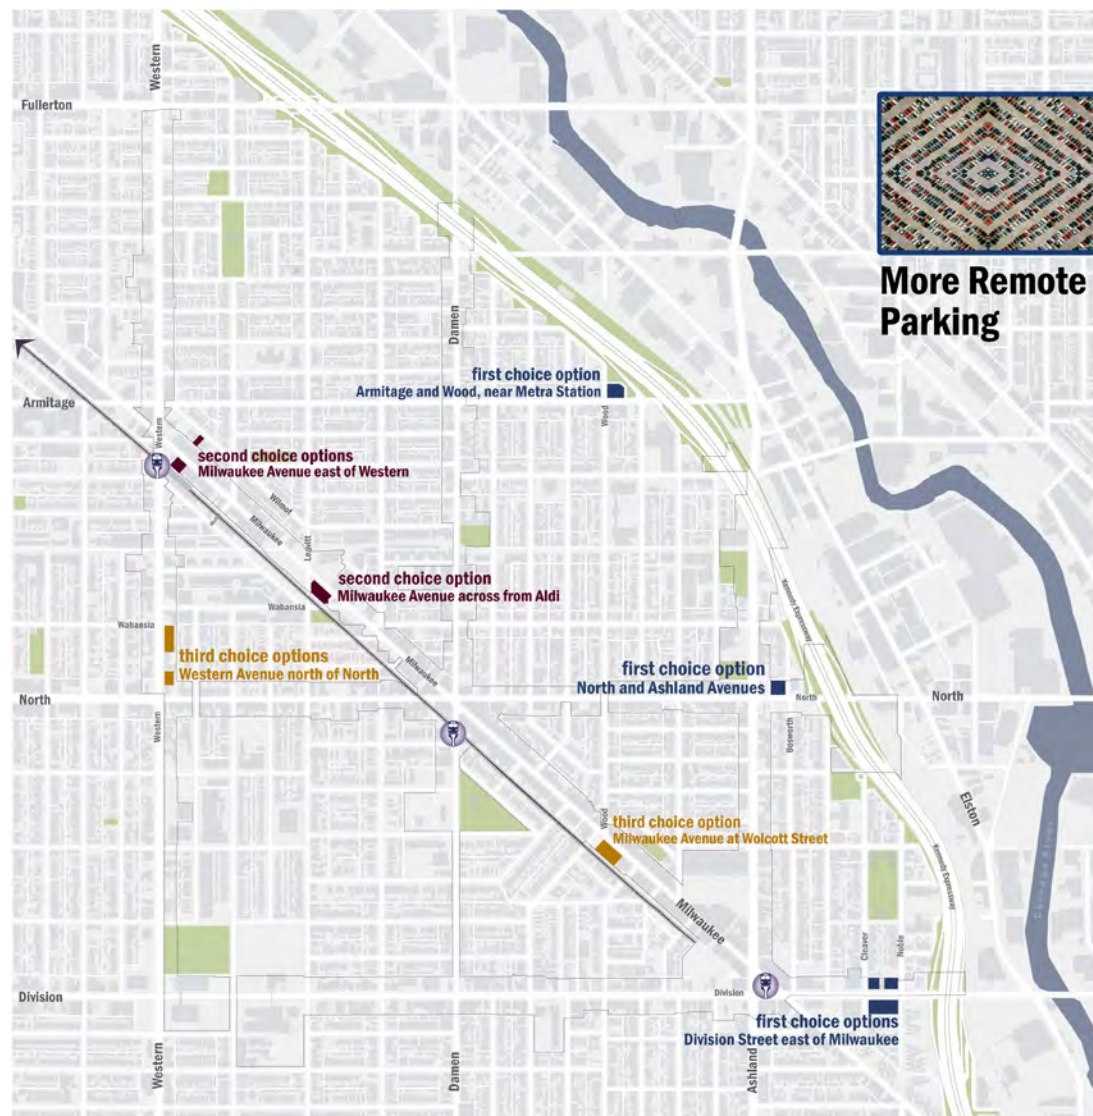 Western
Fullerton
More Remote
Parking
Damen
first choice option
Armitage and Wood, near Metra Station
Armitage
Wood
Western
second choice options
Milwaukee Avenue east of Western
Wilmot
Milwaukee
Leavitt
second choice option
Milwaukee Avenue across from Aldi
Wabansia
Kennedy Expressway
Wabansia
third choice options
Western Avenue north of North
Milwaukee
first choice option
North and Ashland Avenues
North
North
North
Western
Bosworth
Elston
Wood
third choice option
Milwaukee Avenue at Wolcott Street
Kennedy Expressway
Chicago River
Milwaukee
Cleaver
Noble
Division
Division
first choice options
Division Street east of Milwaukee
Western
Damen
Ashland